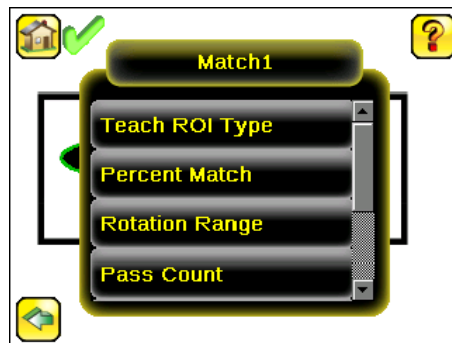 Match1
Teach ROI Type
Percent Match
Rotation Range
Pass Count
?